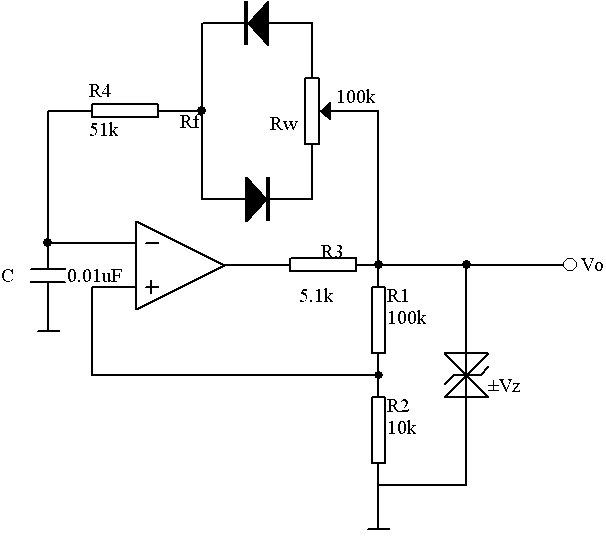 R4
51k
Rf
Rw
100k
C
0.01uF
−
+
R3
5.1k
Vo
R1
100k
R2
10k
±Vz